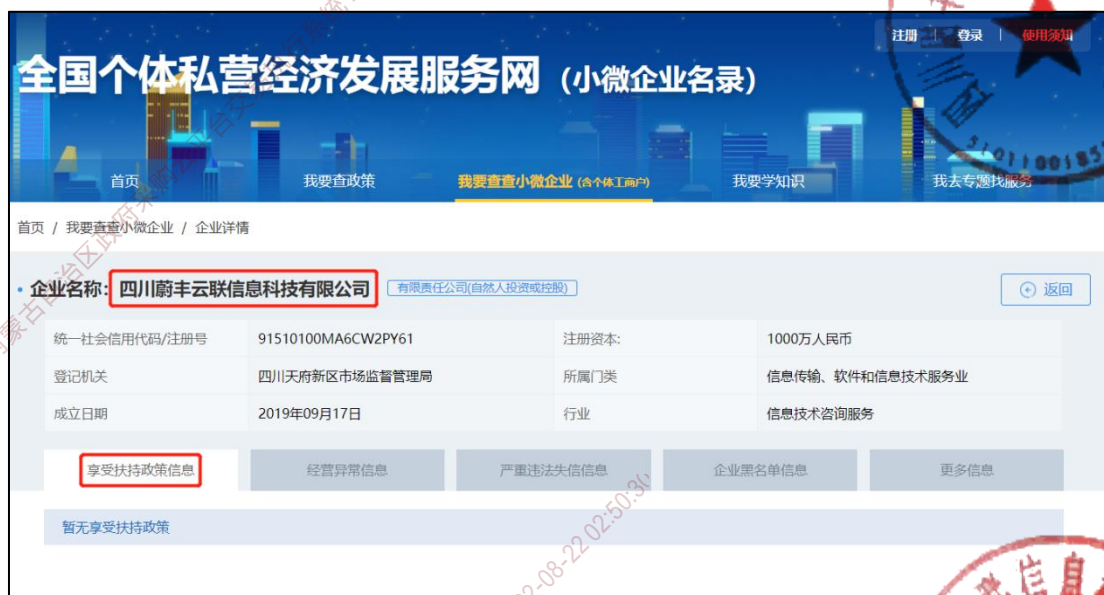 注册 | 登录 | 使用须知
全国个体私营经济发展服务网（小微企业名录）
首页 我要查政策 我要查查小微企业 (含个体工商户) 我要学知识 我去专题找服务
首页 / 我要查查小微企业 / 企业详情
• 企业名称：四川蔚丰云联信息科技有限公司 有限责任公司(自然人投资或控股) 返回
统一社会信用代码/注册号 91510100MA6CW2PY61 注册资本: 1000万人民币
登记机关 四川天府新区市场监督管理局 所属门类 信息传输、软件和信息技术服务业
成立日期 2019年09月17日 行业 信息技术咨询服务
享受扶持政策信息 经营异常信息 严重违法失信信息 企业黑名单信息 更多信息
暂无享受扶持政策
-08-22 02:50:30
信息